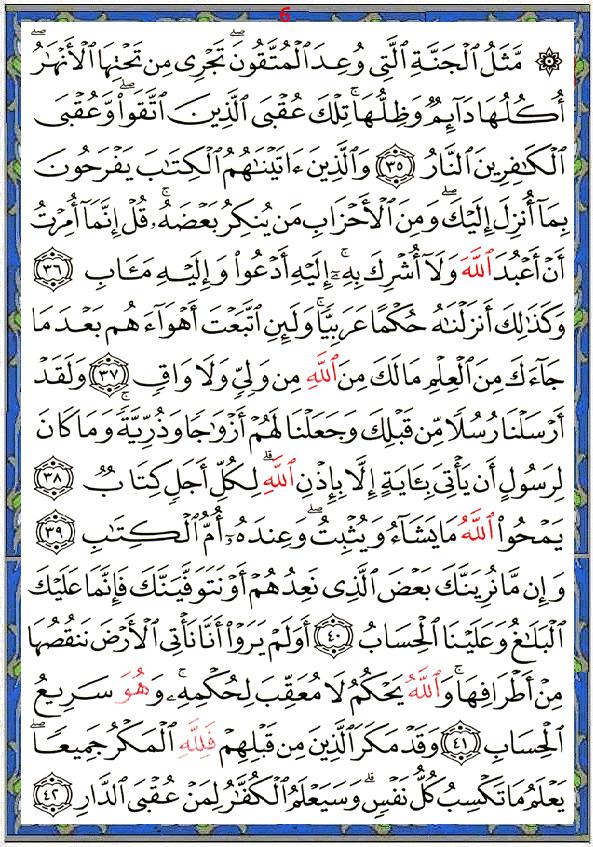 6
۞ مَّثَلُ ٱلْجَنَّةِ ٱلَّتِى وُعِدَ ٱلْمُتَّقُونَ ۖ تَجْرِى مِن تَحْتِهَا ٱلْأَنْهَـٰرُ ۖ
أُكُلُهَا دَآئِمٌ وَظِلُّهَا ۚ تِلْكَ عُقْبَى ٱلَّذِينَ ٱتَّقَوا۟ ۖ وَّعُقْبَى
ٱلْكَـٰفِرِينَ ٱلنَّارُ ٣٥ وَٱلَّذِينَ ءَاتَيْنَـٰهُمُ ٱلْكِتَـٰبَ يَفْرَحُونَ
بِمَآ أُنزِلَ إِلَيْكَ ۖ وَمِنَ ٱلْأَحْزَابِ مَن يُنكِرُ بَعْضَهُۥ ۚ قُلْ إِنَّمَآ أُمِرْتُ
أَنْ أَعْبُدَ ٱللَّهَ وَلَآ أُشْرِكَ بِهِۦٓ ۚ إِلَيْهِ أَدْعُوا۟ وَإِلَيْهِ مَـَٔابِ ٣٦
وَكَذَٰلِكَ أَنزَلْنَـٰهُ حُكْمًا عَرَبِيًّا ۚ وَلَئِنِ ٱتَّبَعْتَ أَهْوَآءَهُم بَعْدَ مَا
جَآءَكَ مِنَ ٱلْعِلْمِ مَا لَكَ مِنَ ٱللَّهِ مِن وَلِىٍّ وَلَا وَاقٍ ٣٧ وَلَقَدْ
أَرْسَلْنَا رُسُلًا مِّن قَبْلِكَ وَجَعَلْنَا لَهُمْ أَزْوَٰجًا وَذُرِّيَّةً ۚ وَمَا كَانَ
لِرَسُولٍ أَن يَأْتِىَ بِـَٔايَةٍ إِلَّا بِإِذْنِ ٱللَّهِ ۗ لِكُلِّ أَجَلٍ كِتَابٌ ٣٨
يَمْحُوا۟ ٱللَّهُ مَا يَشَآءُ وَيُثْبِتُ ۖ وَعِندَهُۥٓ أُمُّ ٱلْكِتَـٰبِ ٣٩
وَإِن مَّا نُرِيَنَّكَ بَعْضَ ٱلَّذِى نَعِدُهُمْ أَوْ نَتَوَفَّيَنَّكَ فَإِنَّمَا عَلَيْكَ
ٱلْبَلَـٰغُ وَعَلَيْنَا ٱلْحِسَابُ ٤٠ أَوَلَمْ يَرَوْا۟ أَنَّا نَأْتِى ٱلْأَرْضَ نَنقُصُهَا
مِنْ أَطْرَافِهَا ۚ وَٱللَّهُ يَحْكُمُ لَا مُعَقِّبَ لِحُكْمِهِۦ ۚ وَهُوَ سَرِيعُ
ٱلْحِسَابِ ٤١ وَقَدْ مَكَرَ ٱلَّذِينَ مِن قَبْلِهِمْ فَلِلَّهِ ٱلْمَكْرُ جَمِيعًا ۖ
يَعْلَمُ مَا تَكْسِبُ كُلُّ نَفْسٍ ۗ وَسَيَعْلَمُ ٱلْكُفَّـٰرُ لِمَنْ عُقْبَى ٱلدَّارِ ٤٢